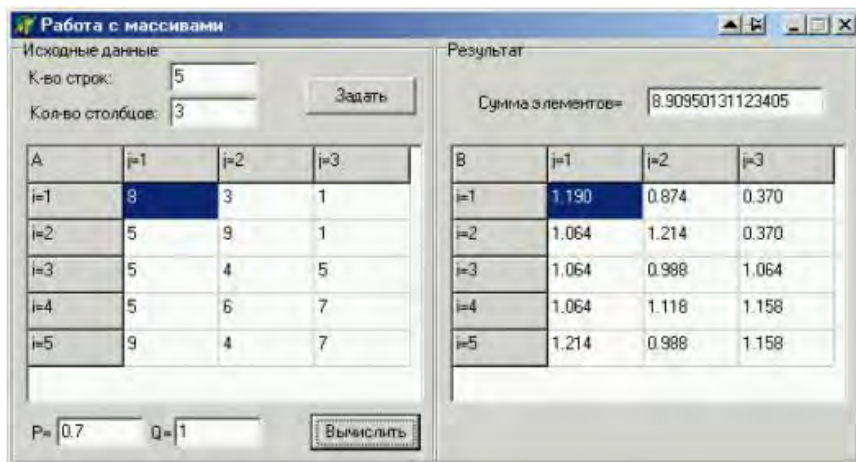 Работа с массивами
Исходные данные
К-во строк: 5
Кол-во столбцов: 3
Задать
A j=1 j=2 j=3
i=1 8 3 1
i=2 5 9 1
i=3 5 4 5
i=4 5 6 7
i=5 9 4 7
P= 0.7 Q= 1 Вычислить
Результат
Сумма элементов= 8.90950131123405
B j=1 j=2 j=3
i=1 1.190 0.874 0.370
i=2 1.064 1.214 0.370
i=3 1.064 0.988 1.064
i=4 1.064 1.118 1.158
i=5 1.214 0.988 1.158